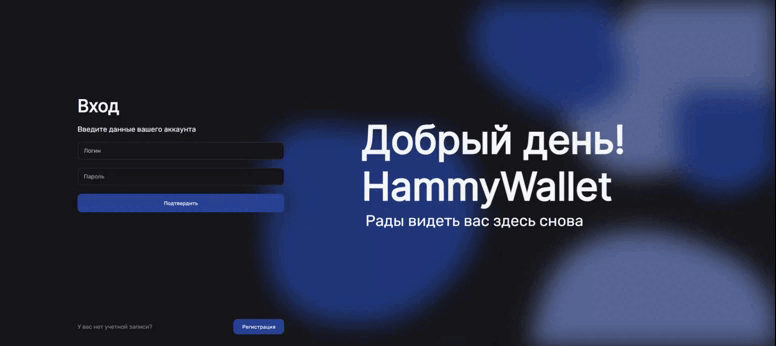 Вход
Введите данные вашего аккаунта
Логин
Пароль
Подтвердить
У вас нет учетной записи?
Регистрация
Добрый день!
HammyWallet
Рады видеть вас здесь снова